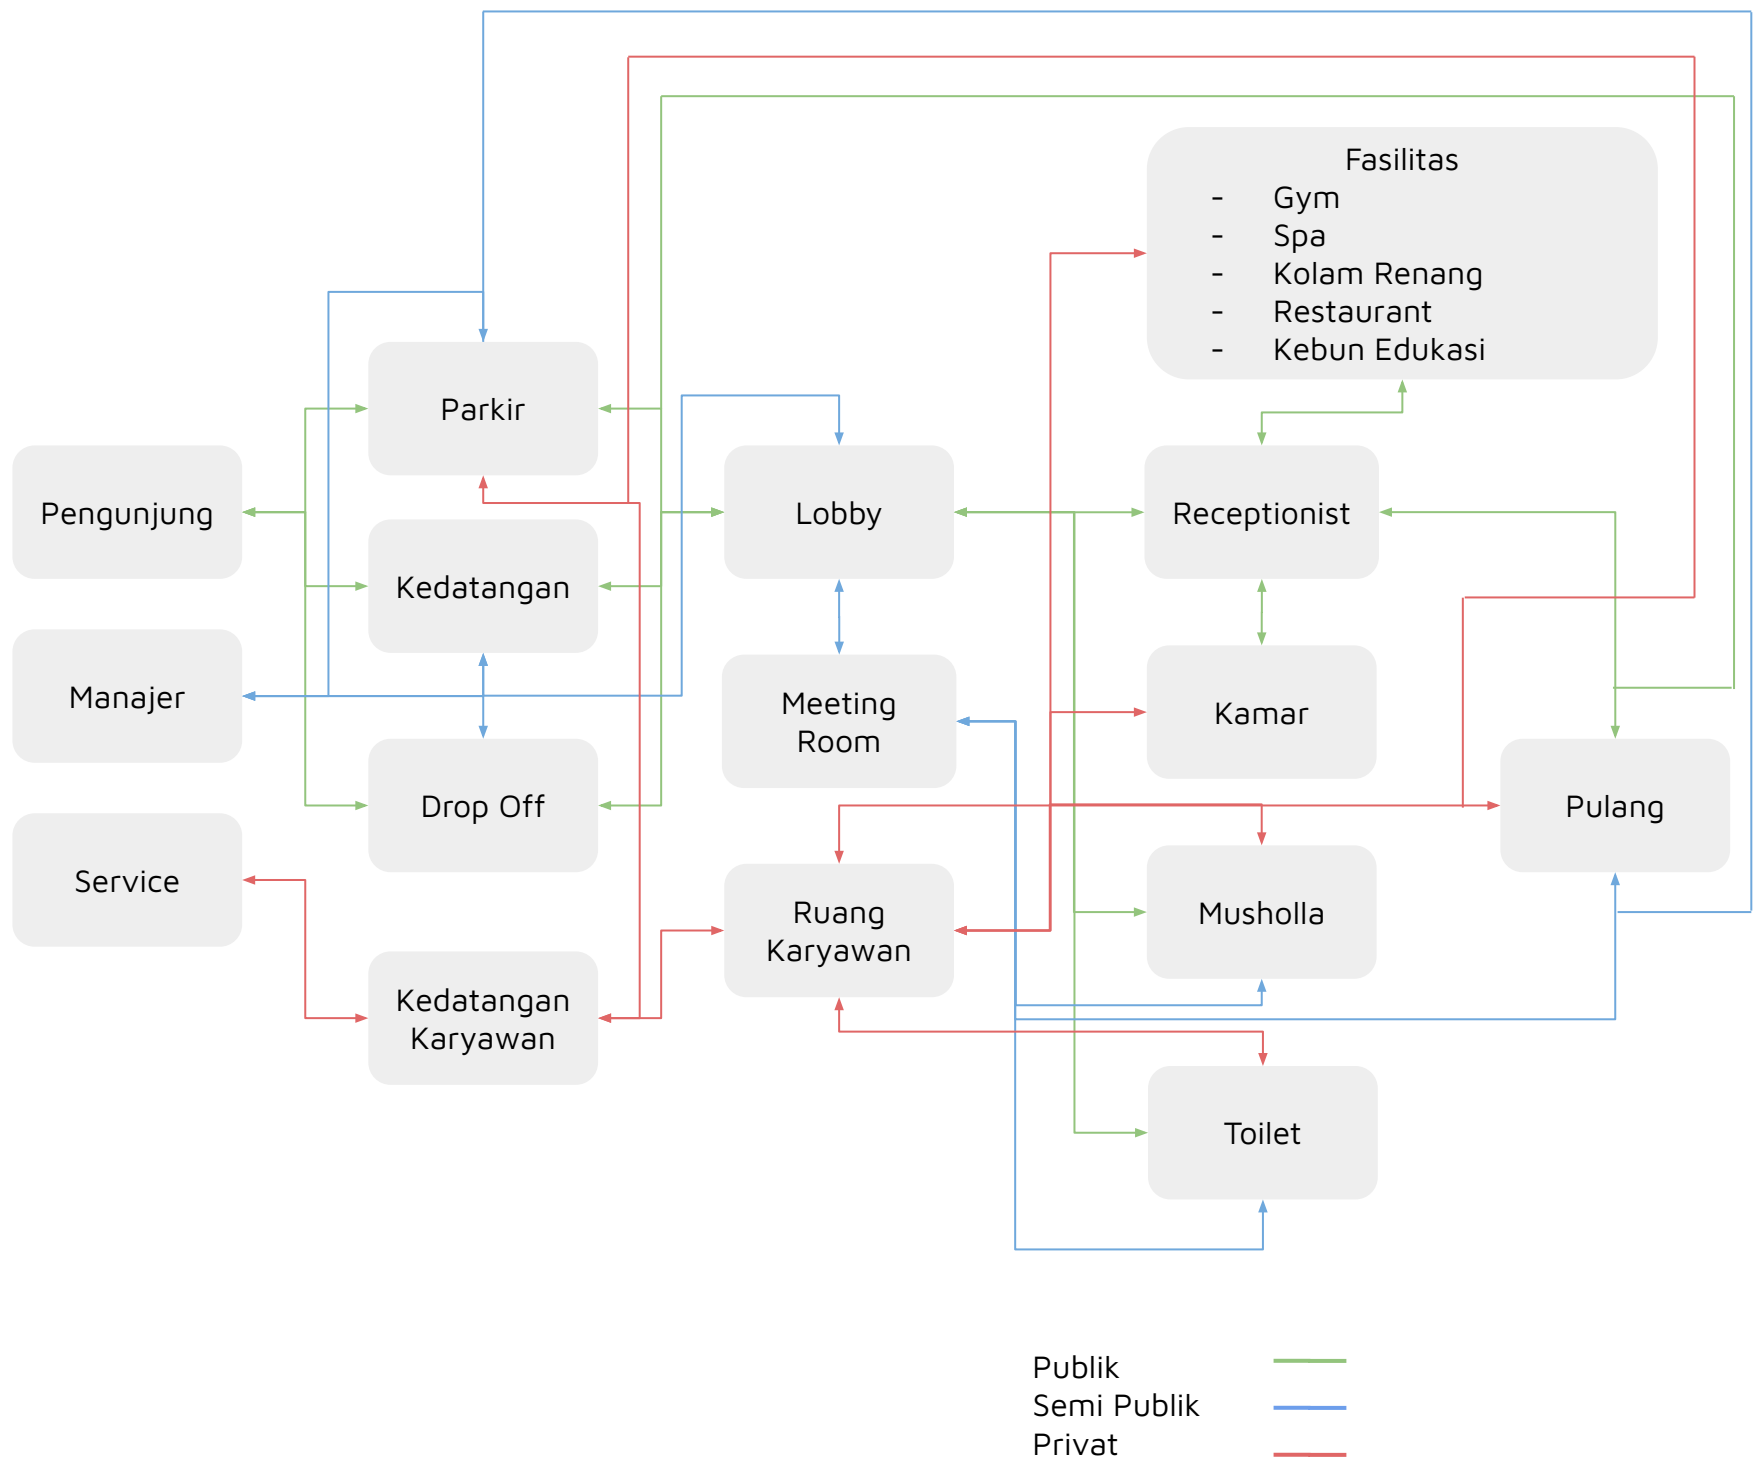 Fasilitas
- Gym
- Spa
- Kolam Renang
- Restaurant
- Kebun Edukasi
Parkir
Pengunjung
Lobby
Receptionist
Kedatangan
Manajer
Meeting
Room
Kamar
Drop Off
Pulang
Service
Ruang
Karyawan
Musholla
Kedatangan
Karyawan
Toilet
Publik
Semi Publik
Privat